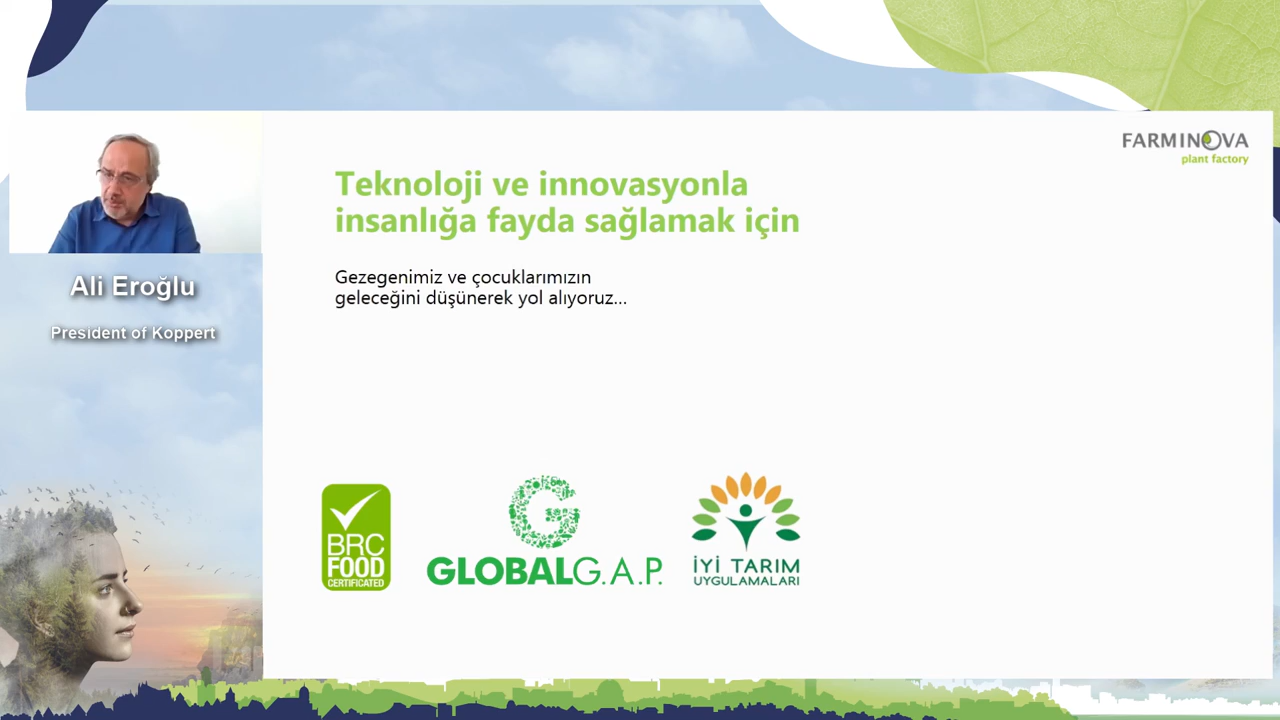 FARMINOVA
plant factory
Teknoloji ve innovasyonla
insanlığa fayda sağlamak için
Gezegenimiz ve çocuklarımızın
geleceğini düşünerek yol alıyoruz...
Ali Eroğlu
President of Koppert
BRC
FOOD
CERTIFICATED
G
GLOBALG.A.P.
İYİ TARIM
UYGULAMALARI